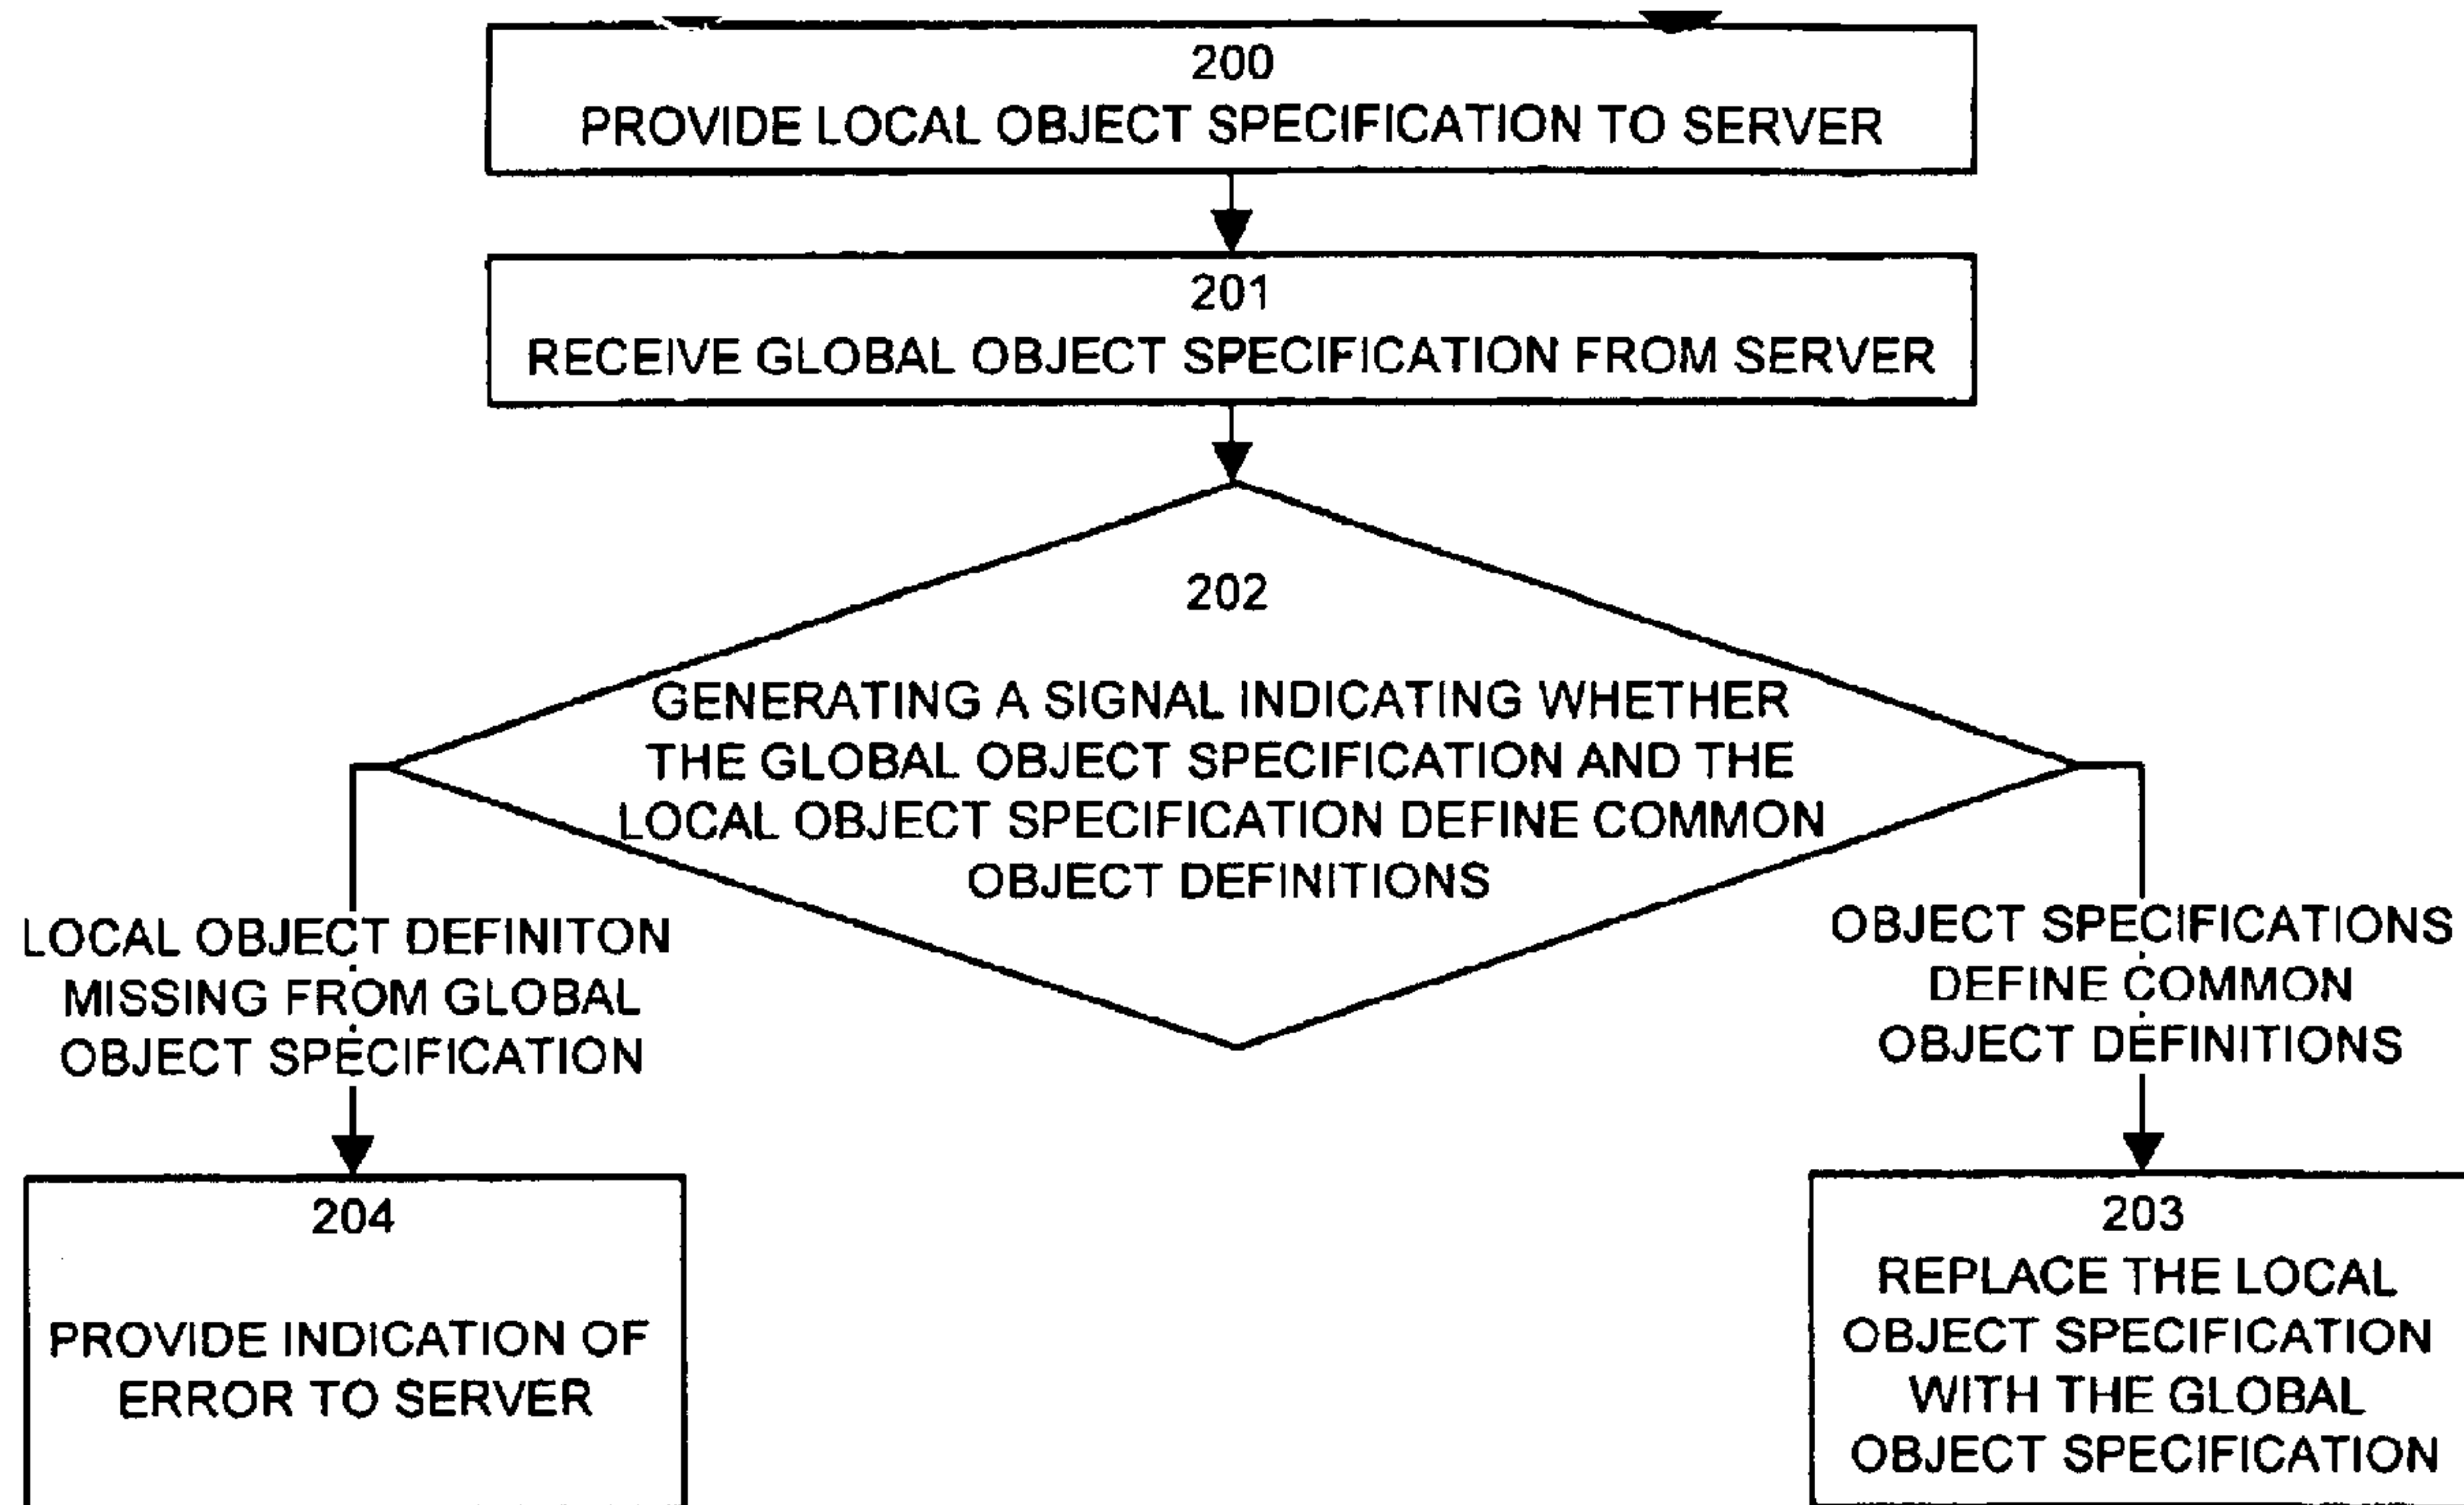 200
PROVIDE LOCAL OBJECT SPECIFICATION TO SERVER
201
RECEIVE GLOBAL OBJECT SPECIFICATION FROM SERVER
202
GENERATING A SIGNAL INDICATING WHETHER
THE GLOBAL OBJECT SPECIFICATION AND THE
LOCAL OBJECT SPECIFICATION DEFINE COMMON
OBJECT DEFINITIONS
LOCAL OBJECT DEFINITON
MISSING FROM GLOBAL
OBJECT SPECIFICATION
OBJECT SPECIFICATIONS
DEFINE COMMON
OBJECT DEFINITIONS
204
PROVIDE INDICATION OF
ERROR TO SERVER
203
REPLACE THE LOCAL
OBJECT SPECIFICATION
WITH THE GLOBAL
OBJECT SPECIFICATION